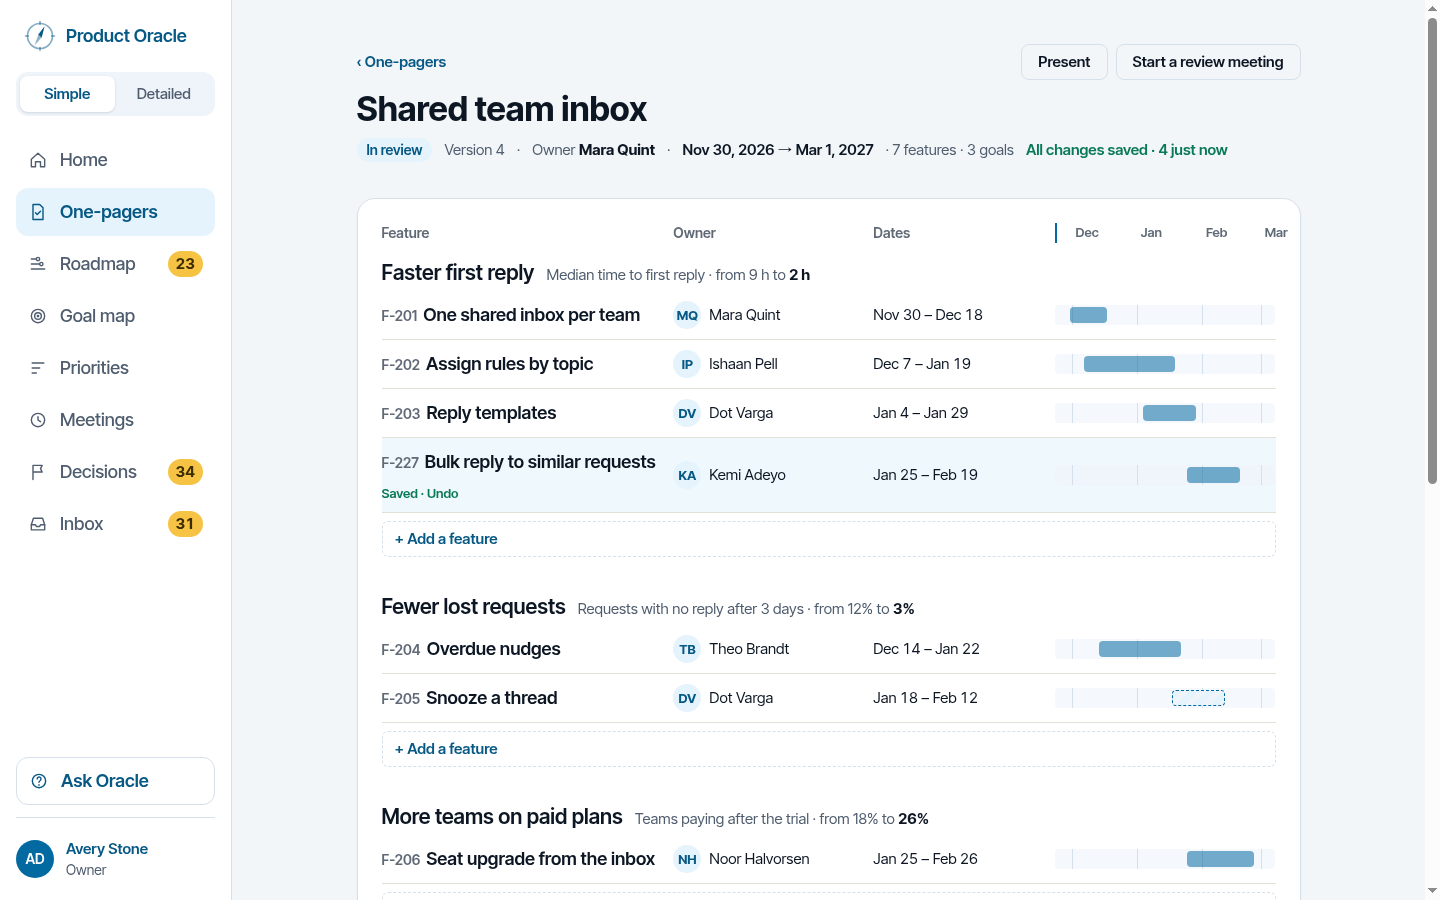 Product Oracle
Simple Detailed
Home
One-pagers
Roadmap 23
Goal map
Priorities
Meetings
Decisions 34
Inbox 31
Ask Oracle
AD Avery Stone
Owner
‹ One-pagers
Present Start a review meeting
Shared team inbox
In review Version 4 · Owner Mara Quint · Nov 30, 2026 → Mar 1, 2027 · 7 features · 3 goals All changes saved · 4 just now
Feature Owner Dates Dec Jan Feb Mar
Faster first reply Median time to first reply · from 9 h to 2 h
F-201 One shared inbox per team MQ Mara Quint Nov 30 – Dec 18
F-202 Assign rules by topic IP Ishaan Pell Dec 7 – Jan 19
F-203 Reply templates DV Dot Varga Jan 4 – Jan 29
F-227 Bulk reply to similar requests KA Kemi Adeyo Jan 25 – Feb 19
Saved · Undo
+ Add a feature
Fewer lost requests Requests with no reply after 3 days · from 12% to 3%
F-204 Overdue nudges TB Theo Brandt Dec 14 – Jan 22
F-205 Snooze a thread DV Dot Varga Jan 18 – Feb 12
+ Add a feature
More teams on paid plans Teams paying after the trial · from 18% to 26%
F-206 Seat upgrade from the inbox NH Noor Halvorsen Jan 25 – Feb 26